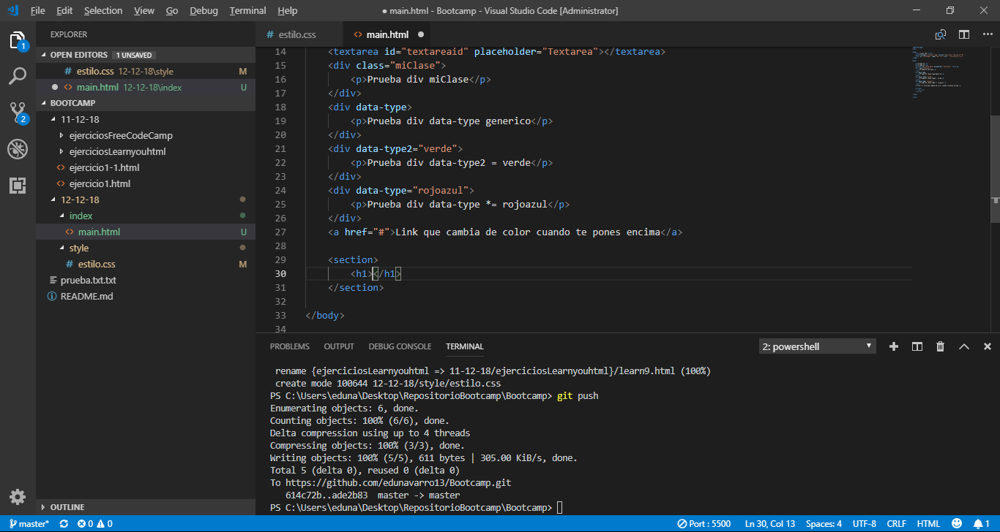 File Edit Selection View Go Debug Terminal Help ● main.html - Bootcamp - Visual Studio Code [Administrator]
EXPLORER
OPEN EDITORS 1 UNSAVED
# estilo.css 12-12-18\style M
● <> main.html 12-12-18\index U
BOOTCAMP
11-12-18
ejerciciosFreeCodeCamp
ejerciciosLearnyouhtml
<> ejercicio1-1.html
<> ejercicio1.html
12-12-18
index
<> main.html U
style
# estilo.css M
prueba.txt.txt
README.md
OUTLINE
1
2
# estilo.css <> main.html ●
14 <textarea id="textareaid" placeholder="Textarea"></textarea>
15 <div class="miClase">
16 <p>Prueba div miClase</p>
17 </div>
18 <div data-type>
19 <p>Prueba div data-type generico</p>
20 </div>
21 <div data-type2="verde">
22 <p>Prueba div data-type2 = verde</p>
23 </div>
24 <div data-type="rojoazul">
25 <p>Prueba div data-type *= rojoazul</p>
26 </div>
27 <a href="#">Link que cambia de color cuando te pones encima</a>
28
29 <section>
30 <h1></h1>
31 </section>
32
33 </body>
34
PROBLEMS OUTPUT DEBUG CONSOLE TERMINAL 2: powershell
rename {ejerciciosLearnyouhtml => 11-12-18/ejerciciosLearnyouhtml}/learn9.html (100%)
create mode 100644 12-12-18/style/estilo.css
PS C:\Users\eduna\Desktop\RepositorioBootcamp\Bootcamp> git push
Enumerating objects: 6, done.
Counting objects: 100% (6/6), done.
Delta compression using up to 4 threads
Compressing objects: 100% (3/3), done.
Writing objects: 100% (5/5), 611 bytes | 305.00 KiB/s, done.
Total 5 (delta 0), reused 0 (delta 0)
To https://github.com/edunavarro13/Bootcamp.git
614c72b..ade2b83 master -> master
PS C:\Users\eduna\Desktop\RepositorioBootcamp\Bootcamp>
master* 0 0 Port : 5500 Ln 30, Col 13 Spaces: 4 UTF-8 CRLF HTML 1